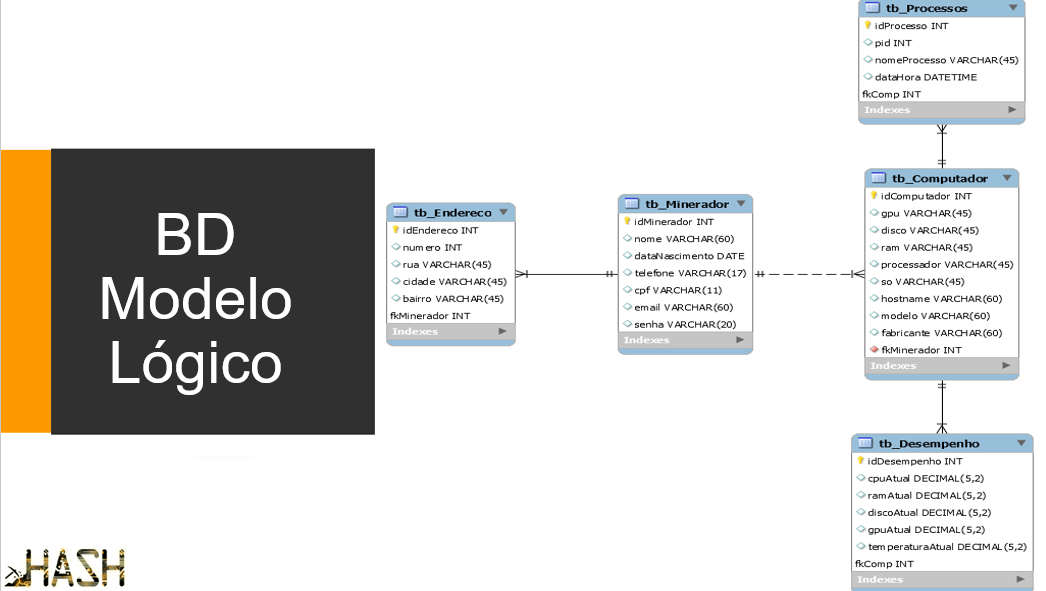 BD
Modelo
Lógico
HASH
tb_Endereco
idEndereco INT
numero INT
rua VARCHAR(45)
cidade VARCHAR(45)
bairro VARCHAR(45)
fkMinerador INT
Indexes
tb_Minerador
idMinerador INT
nome VARCHAR(60)
dataNascimento DATE
telefone VARCHAR(17)
cpf VARCHAR(11)
email VARCHAR(60)
senha VARCHAR(20)
Indexes
tb_Processos
idProcesso INT
pid INT
nomeProcesso VARCHAR(45)
dataHora DATETIME
fkComp INT
Indexes
tb_Computador
idComputador INT
gpu VARCHAR(45)
disco VARCHAR(45)
ram VARCHAR(45)
processador VARCHAR(45)
so VARCHAR(45)
hostname VARCHAR(60)
modelo VARCHAR(60)
fabricante VARCHAR(60)
fkMinerador INT
Indexes
tb_Desempenho
idDesempenho INT
cpuAtual DECIMAL(5,2)
ramAtual DECIMAL(5,2)
discoAtual DECIMAL(5,2)
gpuAtual DECIMAL(5,2)
temperaturaAtual DECIMAL(5,2)
fkComp INT
Indexes